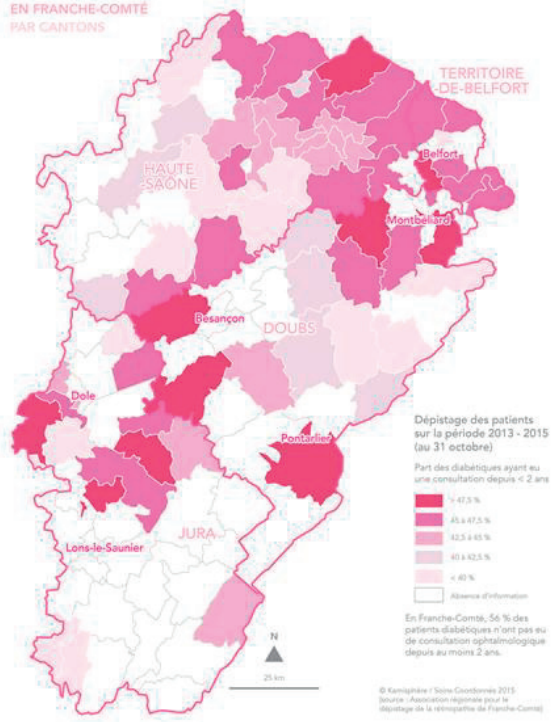 EN FRANCHE-COMTÉ
PAR CANTONS
TERRITOIRE
-DE-BELFORT
Belfort
HAUTE
-SAÔNE
Montbéliard
Besançon
DOUBS
Dole
Pontarlier
JURA
Lons-le-Saunier
Dépistage des patients
sur la période 2013 - 2015
(au 31 octobre)
Part des diabétiques ayant eu
une consultation depuis < 2 ans
> 47,5 %
45 à 47,5 %
42,5 à 45 %
40 à 42,5 %
< 40 %
Absence d'information
En Franche-Comté, 56 % des
patients diabétiques n'ont pas eu
de consultation ophtalmologique
depuis au moins 2 ans.
N
25 km
© Kamisphère / Soins Coordonnés 2015
(source : Association régionale pour le
dépistage de la rétinopathie de Franche-Comté)